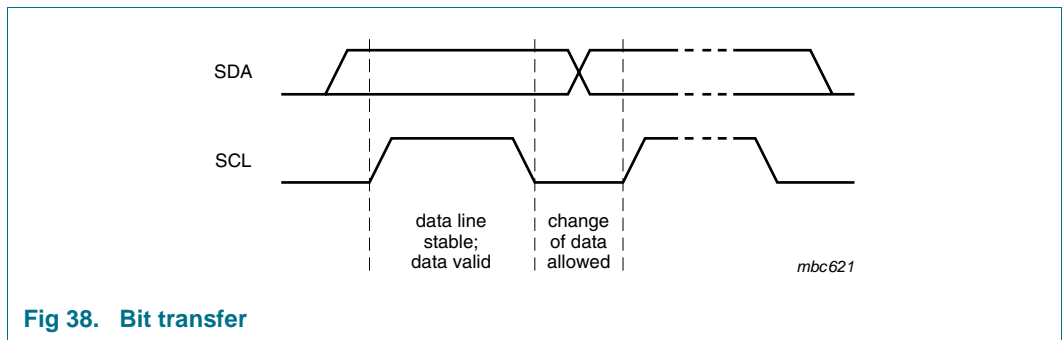 SDA
SCL
data line
stable;
data valid
change
of data
allowed
mbc621
Fig 38. Bit transfer